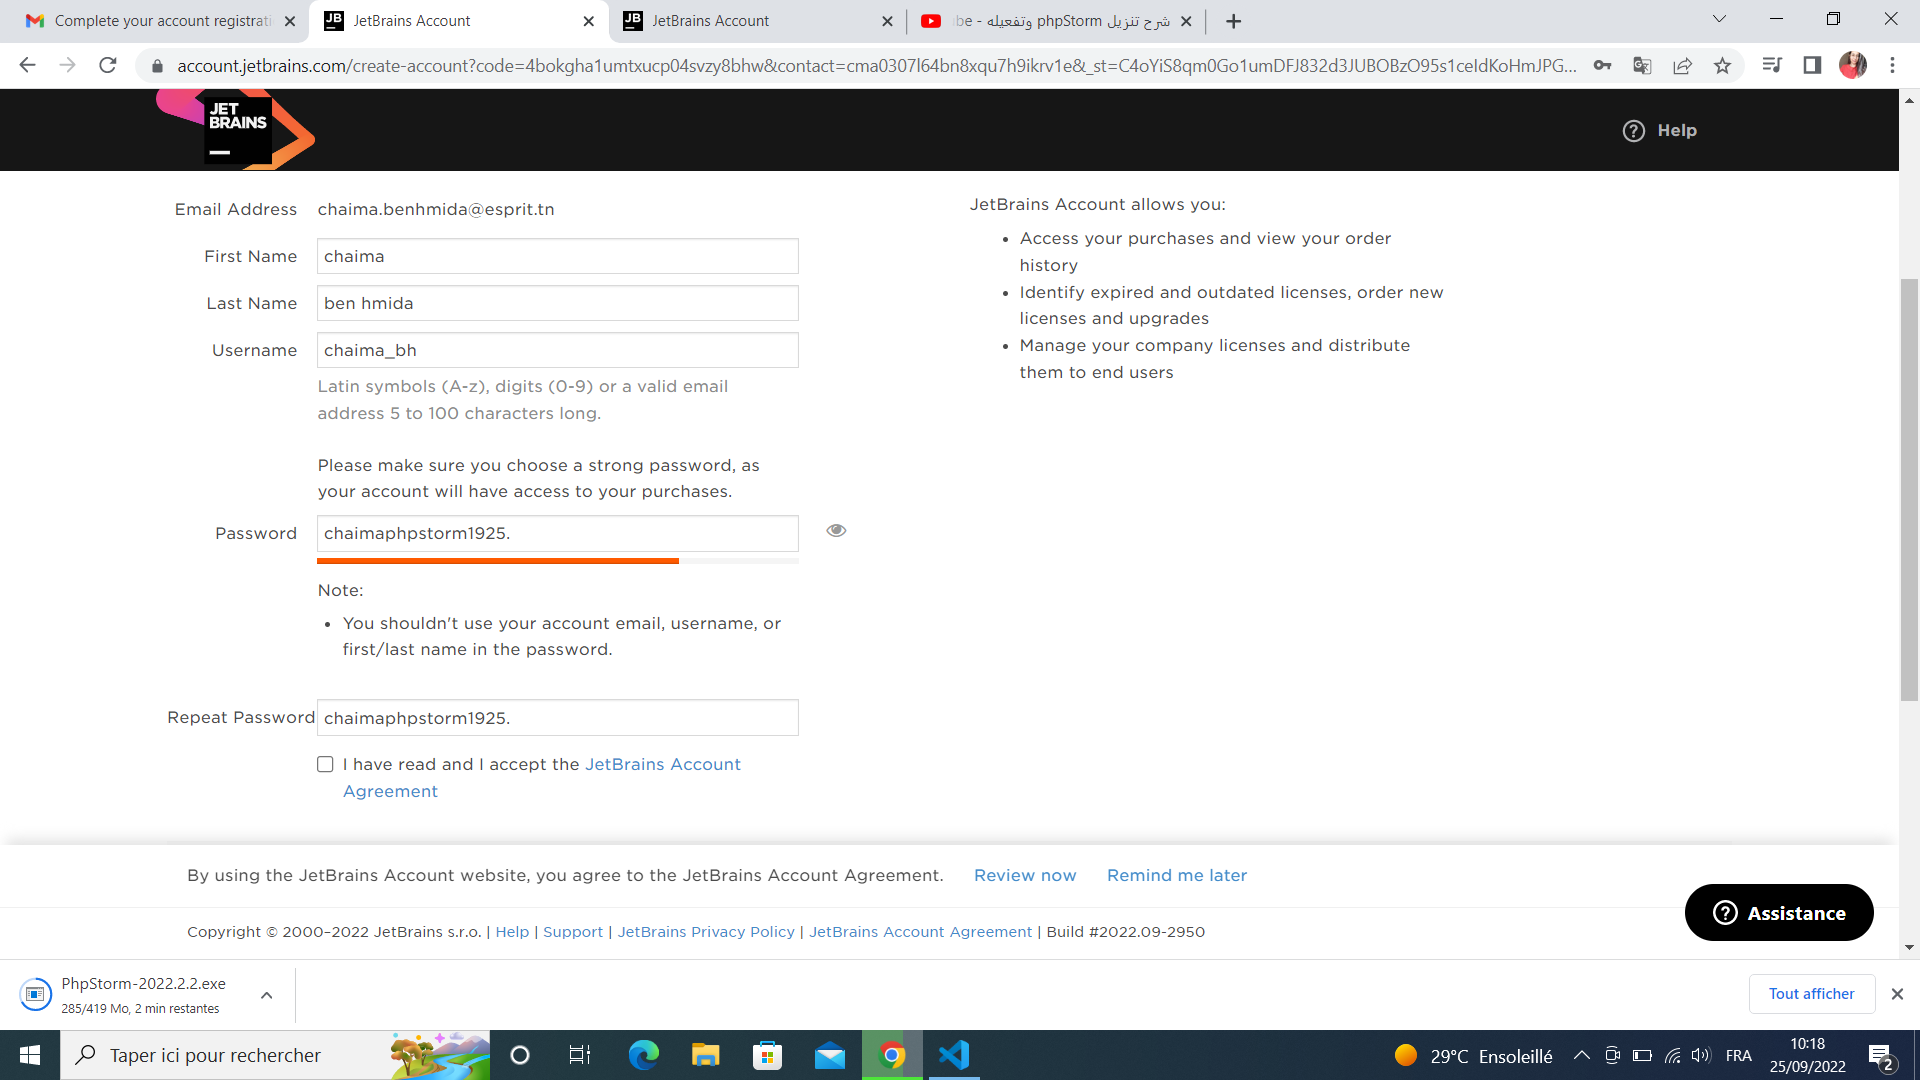 Complete your account registrati
JetBrains Account
JetBrains Account
شرح تنزيل phpStorm وتفعيله - be
account.jetbrains.com/create-account?code=4bokgha1umtxucp04svzy8bhw&contact=cma0307l64bn8xqu7h9ikrv1e&_st=C4oYiS8qm0Go1umDFJ832d3JUBOBzO95s1ceIdKoHmJPG...
JET
BRAINS
Help
Email Address chaima.benhmida@esprit.tn
First Name chaima
Last Name ben hmida
Username chaima_bh
Latin symbols (A-z), digits (0-9) or a valid email
address 5 to 100 characters long.
Please make sure you choose a strong password, as
your account will have access to your purchases.
Password chaimaphpstorm1925.
Note:
• You shouldn't use your account email, username, or
first/last name in the password.
Repeat Password chaimaphpstorm1925.
I have read and I accept the JetBrains Account
Agreement
JetBrains Account allows you:
• Access your purchases and view your order
history
• Identify expired and outdated licenses, order new
licenses and upgrades
• Manage your company licenses and distribute
them to end users
By using the JetBrains Account website, you agree to the JetBrains Account Agreement. Review now Remind me later
Assistance
Copyright © 2000–2022 JetBrains s.r.o. | Help | Support | JetBrains Privacy Policy | JetBrains Account Agreement | Build #2022.09-2950
PhpStorm-2022.2.2.exe
285/419 Mo, 2 min restantes
Tout afficher
Taper ici pour rechercher
29°C Ensoleillé
FRA
10:18
25/09/2022
2